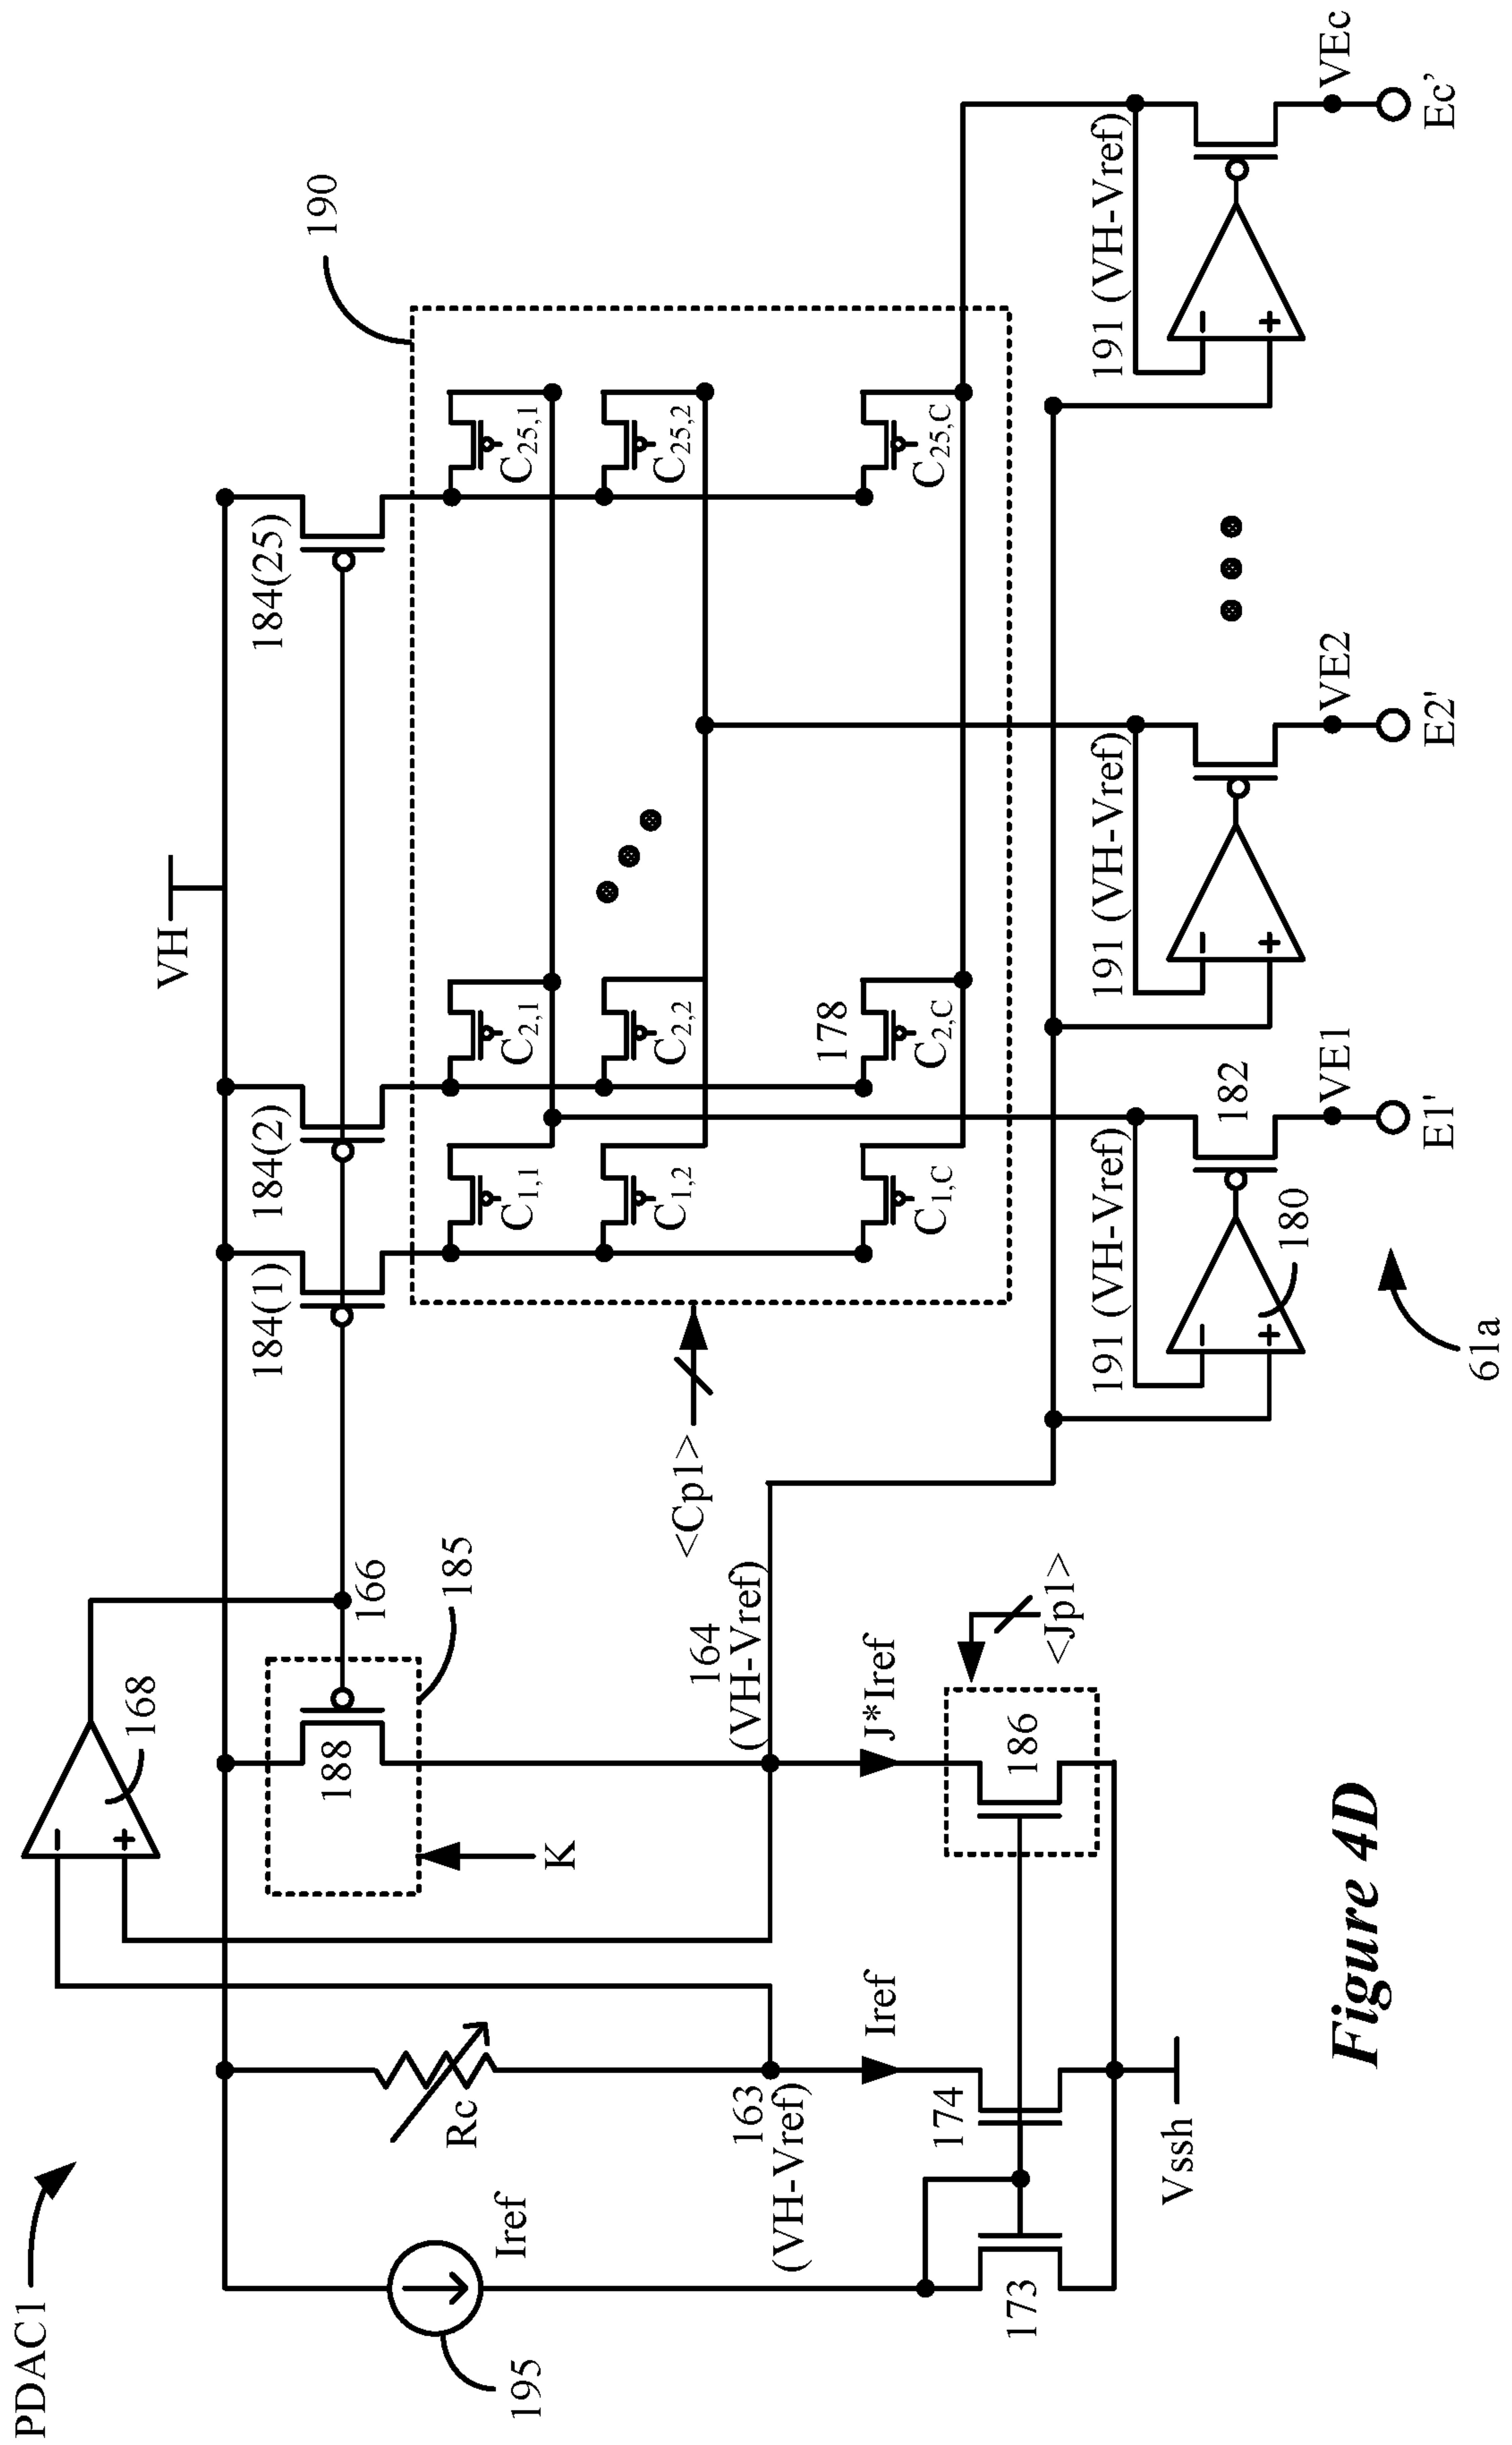 PDAC1
VH
168
166
185
188
K
184(1)
184(2)
184(25)
190
C1,1
C2,1
C25,1
C1,2
C2,2
C25,2
178
C1,C
C2,C
C25,C
<Cp1>
195
Iref
Rc
163
(VH-Vref)
164
(VH-Vref)
Iref
J*Iref
173
174
186
<Jp1>
Vssh
191 (VH-Vref)
191 (VH-Vref)
191 (VH-Vref)
180
182
VE1
VE2
VEc
E1'
E2'
Ec’
61a
Figure 4D